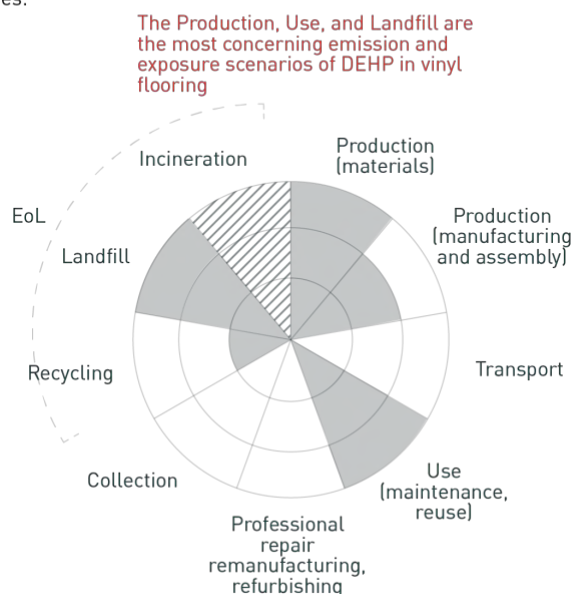 es:
The Production, Use, and Landfill are
the most concerning emission and
exposure scenarios of DEHP in vinyl
flooring
Incineration
Production
(materials)
EoL
Production
(manufacturing
and assembly)
Landfill
Recycling
Transport
Collection
Use
(maintenance,
reuse)
Professional
repair
remanufacturing,
refurbishing